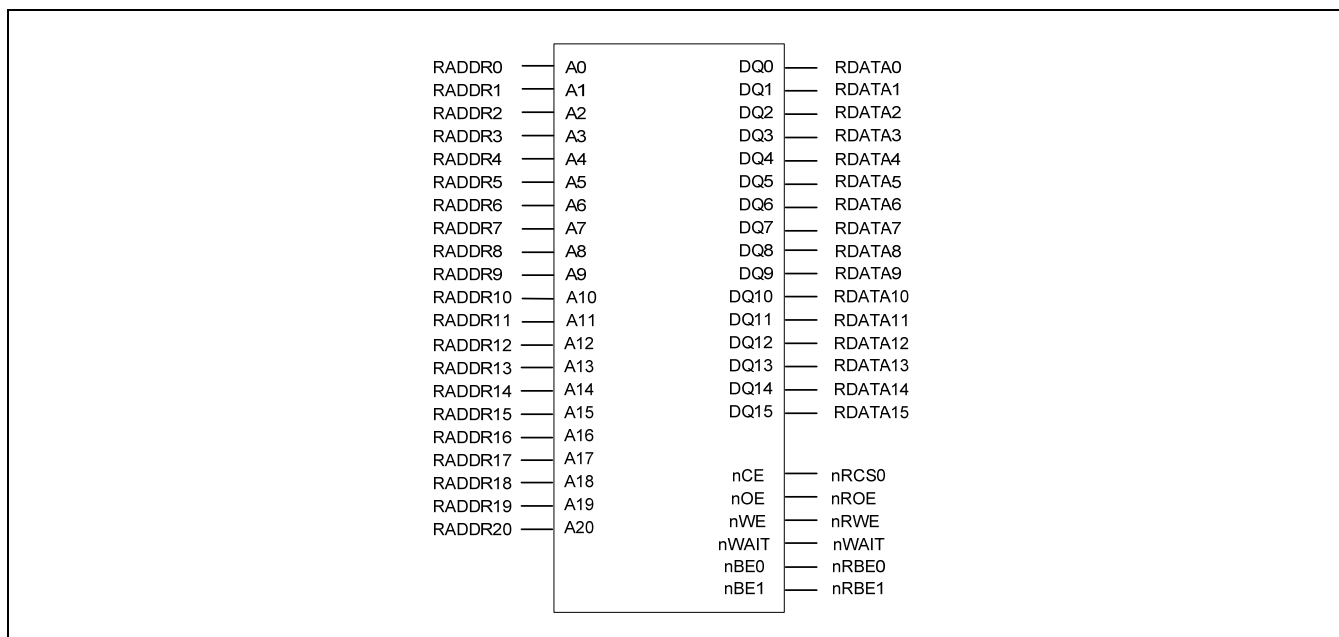 RADDR0 A0 DQ0 RDATA0
RADDR1 A1 DQ1 RDATA1
RADDR2 A2 DQ2 RDATA2
RADDR3 A3 DQ3 RDATA3
RADDR4 A4 DQ4 RDATA4
RADDR5 A5 DQ5 RDATA5
RADDR6 A6 DQ6 RDATA6
RADDR7 A7 DQ7 RDATA7
RADDR8 A8 DQ8 RDATA8
RADDR9 A9 DQ9 RDATA9
RADDR10 A10 DQ10 RDATA10
RADDR11 A11 DQ11 RDATA11
RADDR12 A12 DQ12 RDATA12
RADDR13 A13 DQ13 RDATA13
RADDR14 A14 DQ14 RDATA14
RADDR15 A15 DQ15 RDATA15
RADDR16 A16
RADDR17 A17
RADDR18 A18 nCE nRCS0
RADDR19 A19 nOE nROE
RADDR20 A20 nWE nRWE
nWAIT nWAIT
nBE0 nRBE0
nBE1 nRBE1